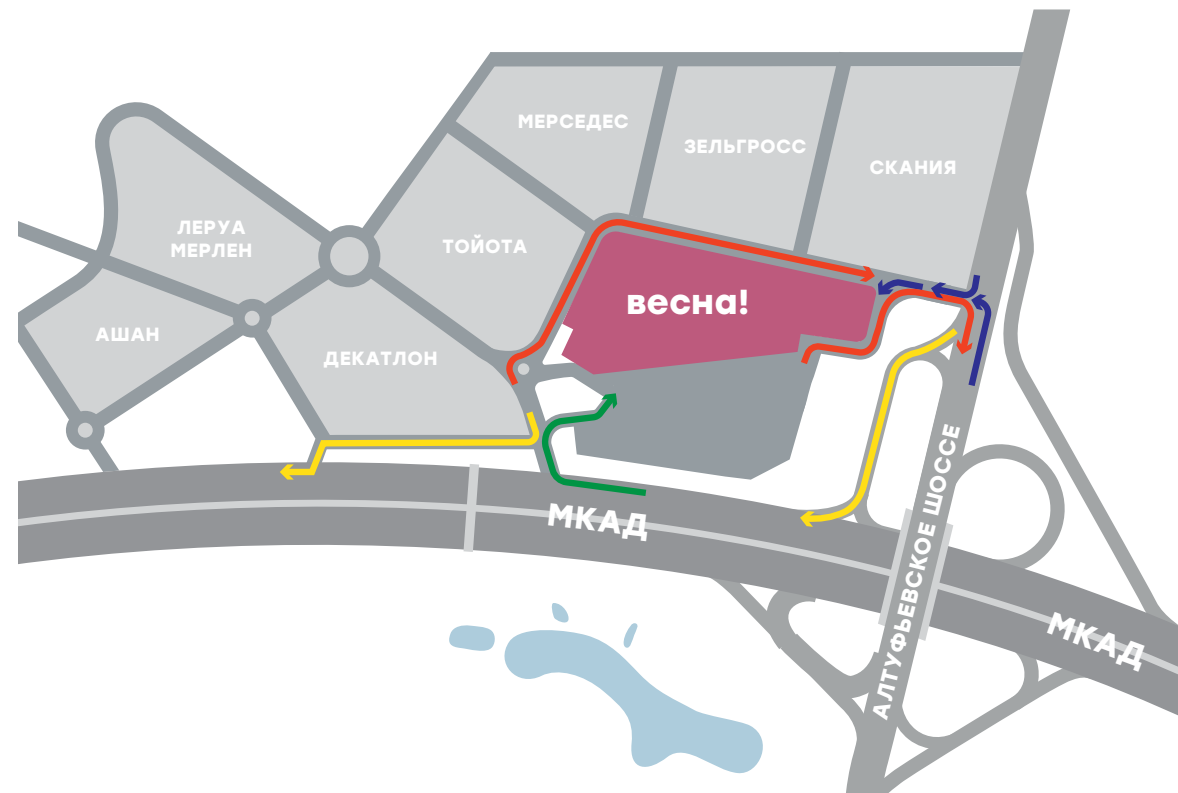 МЕРСЕДЕС
ЗЕЛЬГРОСС
СКАНИЯ
ЛЕРУА
МЕРЛЕН
ТОЙОТА
весна!
АШАН
ДЕКАТЛОН
МКАД
АЛТУФЬЕВСКОЕ ШОССЕ
МКАД